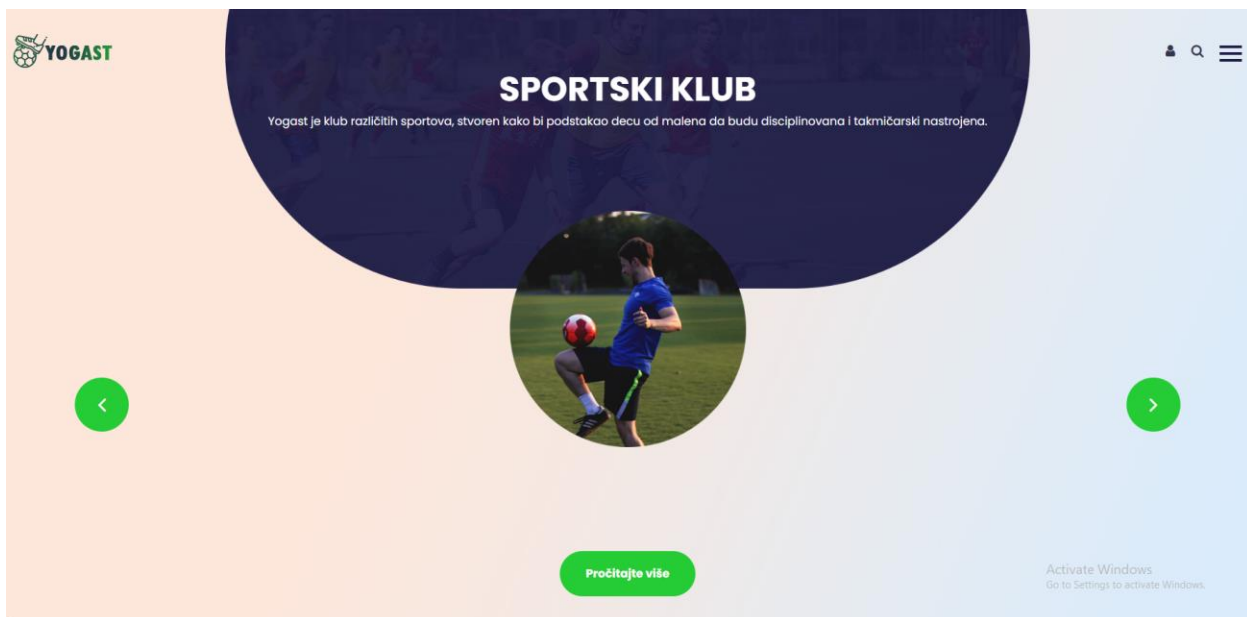 YOGAST
SPORTSKI KLUB
Yogast je klub različitih sportova, stvoren kako bi podstakao decu od malena da budu disciplinovana i takmičarski nastrojena.
Pročitajte više
Activate Windows
Go to Settings to activate Windows.